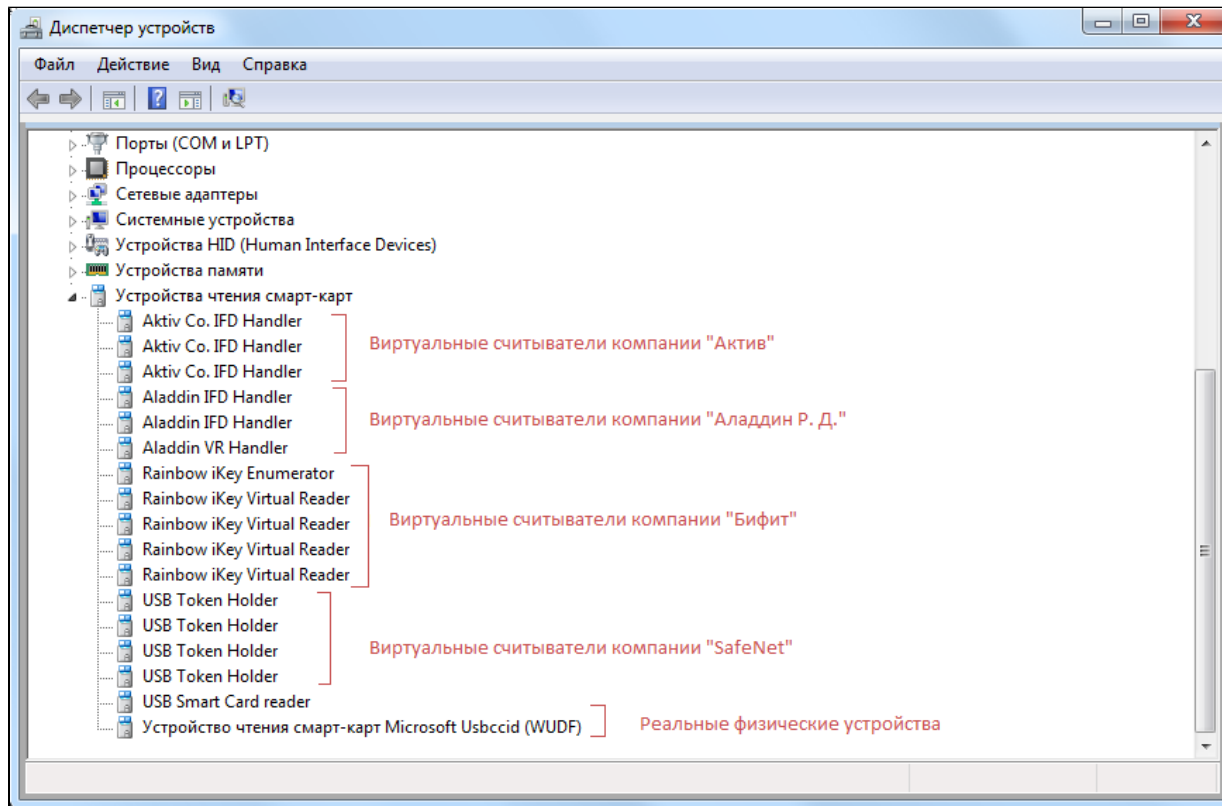 Диспетчер устройств
Файл Действие Вид Справка
Порты (COM и LPT)
Процессоры
Сетевые адаптеры
Системные устройства
Устройства HID (Human Interface Devices)
Устройства памяти
Устройства чтения смарт-карт
Aktiv Co. IFD Handler
Aktiv Co. IFD Handler Виртуальные считыватели компании "Актив"
Aktiv Co. IFD Handler
Aladdin IFD Handler
Aladdin IFD Handler Виртуальные считыватели компании "Аладдин Р. Д."
Aladdin VR Handler
Rainbow iKey Enumerator
Rainbow iKey Virtual Reader
Rainbow iKey Virtual Reader Виртуальные считыватели компании "Бифит"
Rainbow iKey Virtual Reader
Rainbow iKey Virtual Reader
USB Token Holder
USB Token Holder
USB Token Holder Виртуальные считыватели компании "SafeNet"
USB Token Holder
USB Smart Card reader
Устройство чтения смарт-карт Microsoft Usbccid (WUDF) Реальные физические устройства